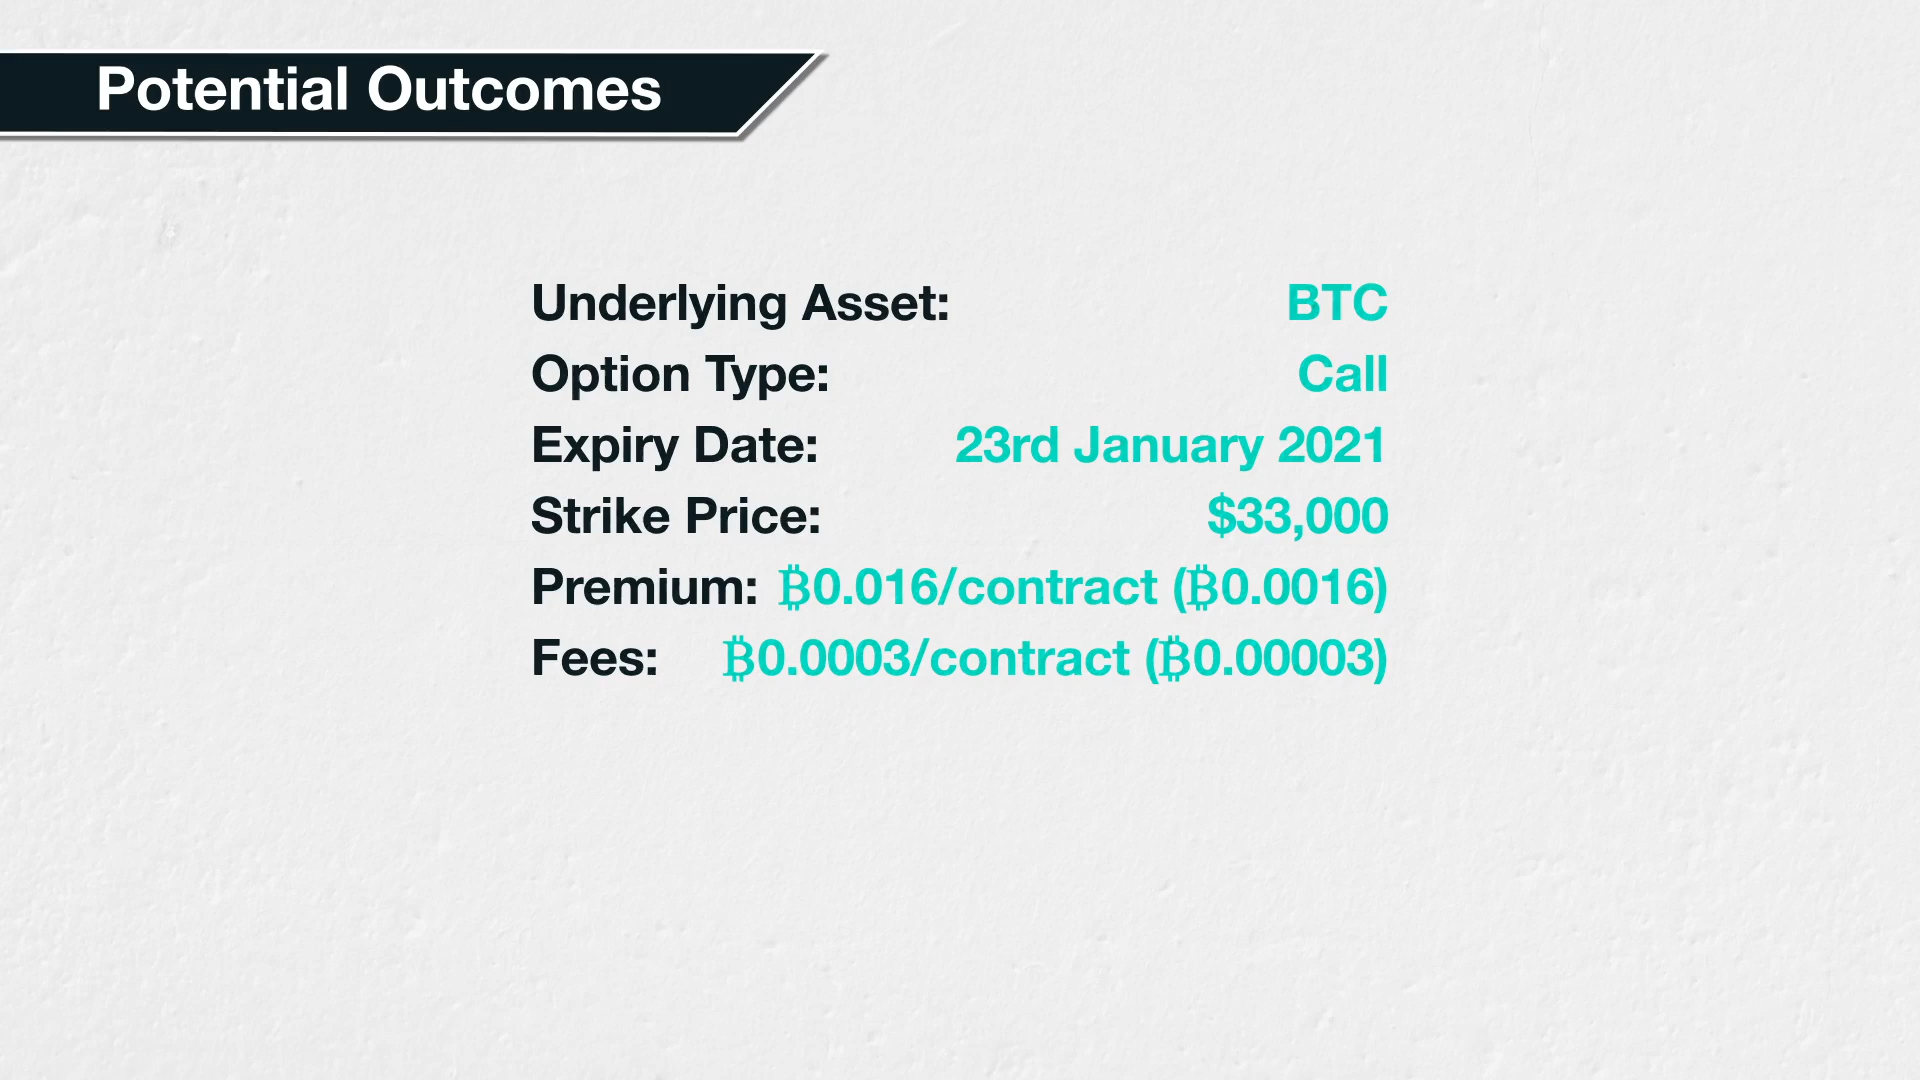 Potential Outcomes
Underlying Asset: BTC
Option Type: Call
Expiry Date: 23rd January 2021
Strike Price: $33,000
Premium: ₿0.016/contract (₿0.0016)
Fees: ₿0.0003/contract (₿0.00003)